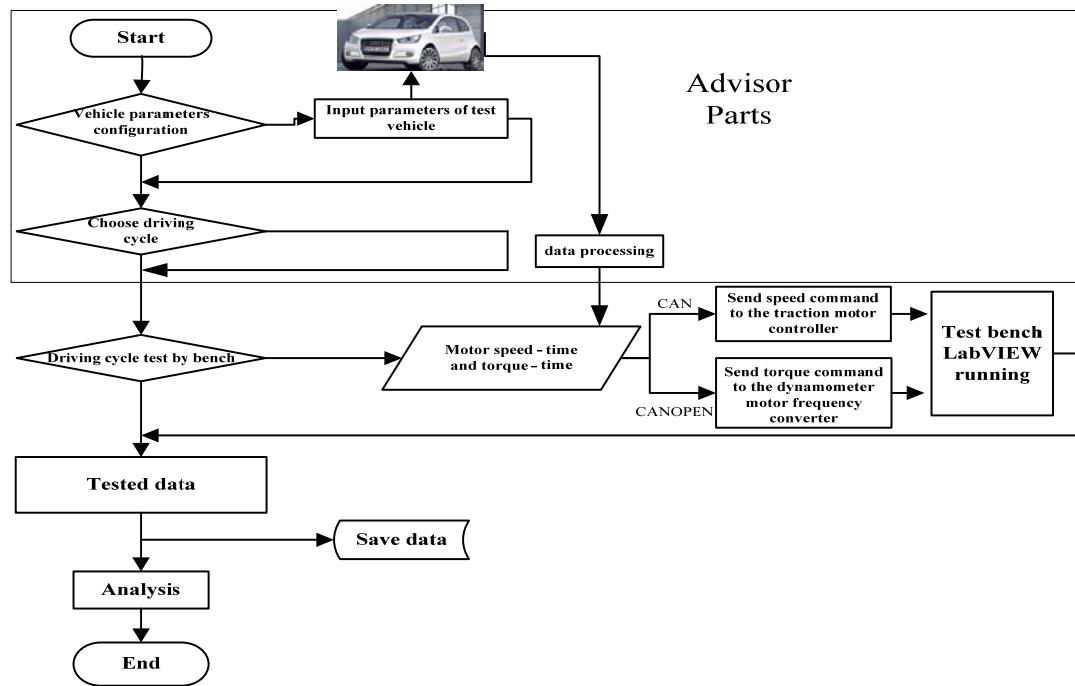 Start
Advisor
Parts
Vehicle parameters
configuration
Input parameters of test
vehicle
Choose driving
cycle
data processing
CAN
Send speed command
to the traction motor
controller
Test bench
LabVIEW
running
Driving cycle test by bench
Motor speed - time
and torque - time
CANOPEN
Send torque command
to the dynamometer
motor frequency
converter
Tested data
Save data
Analysis
End